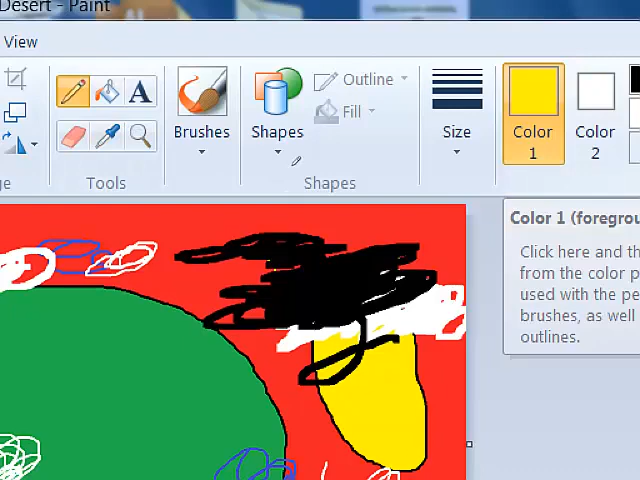 Desert - Paint
View
Outline
Fill
Brushes
Shapes
Size
Color
1
Color
2
ge
Tools
Shapes
Color 1 (foregrou
Click here and th
from the color p
used with the pe
brushes, as well
outlines.